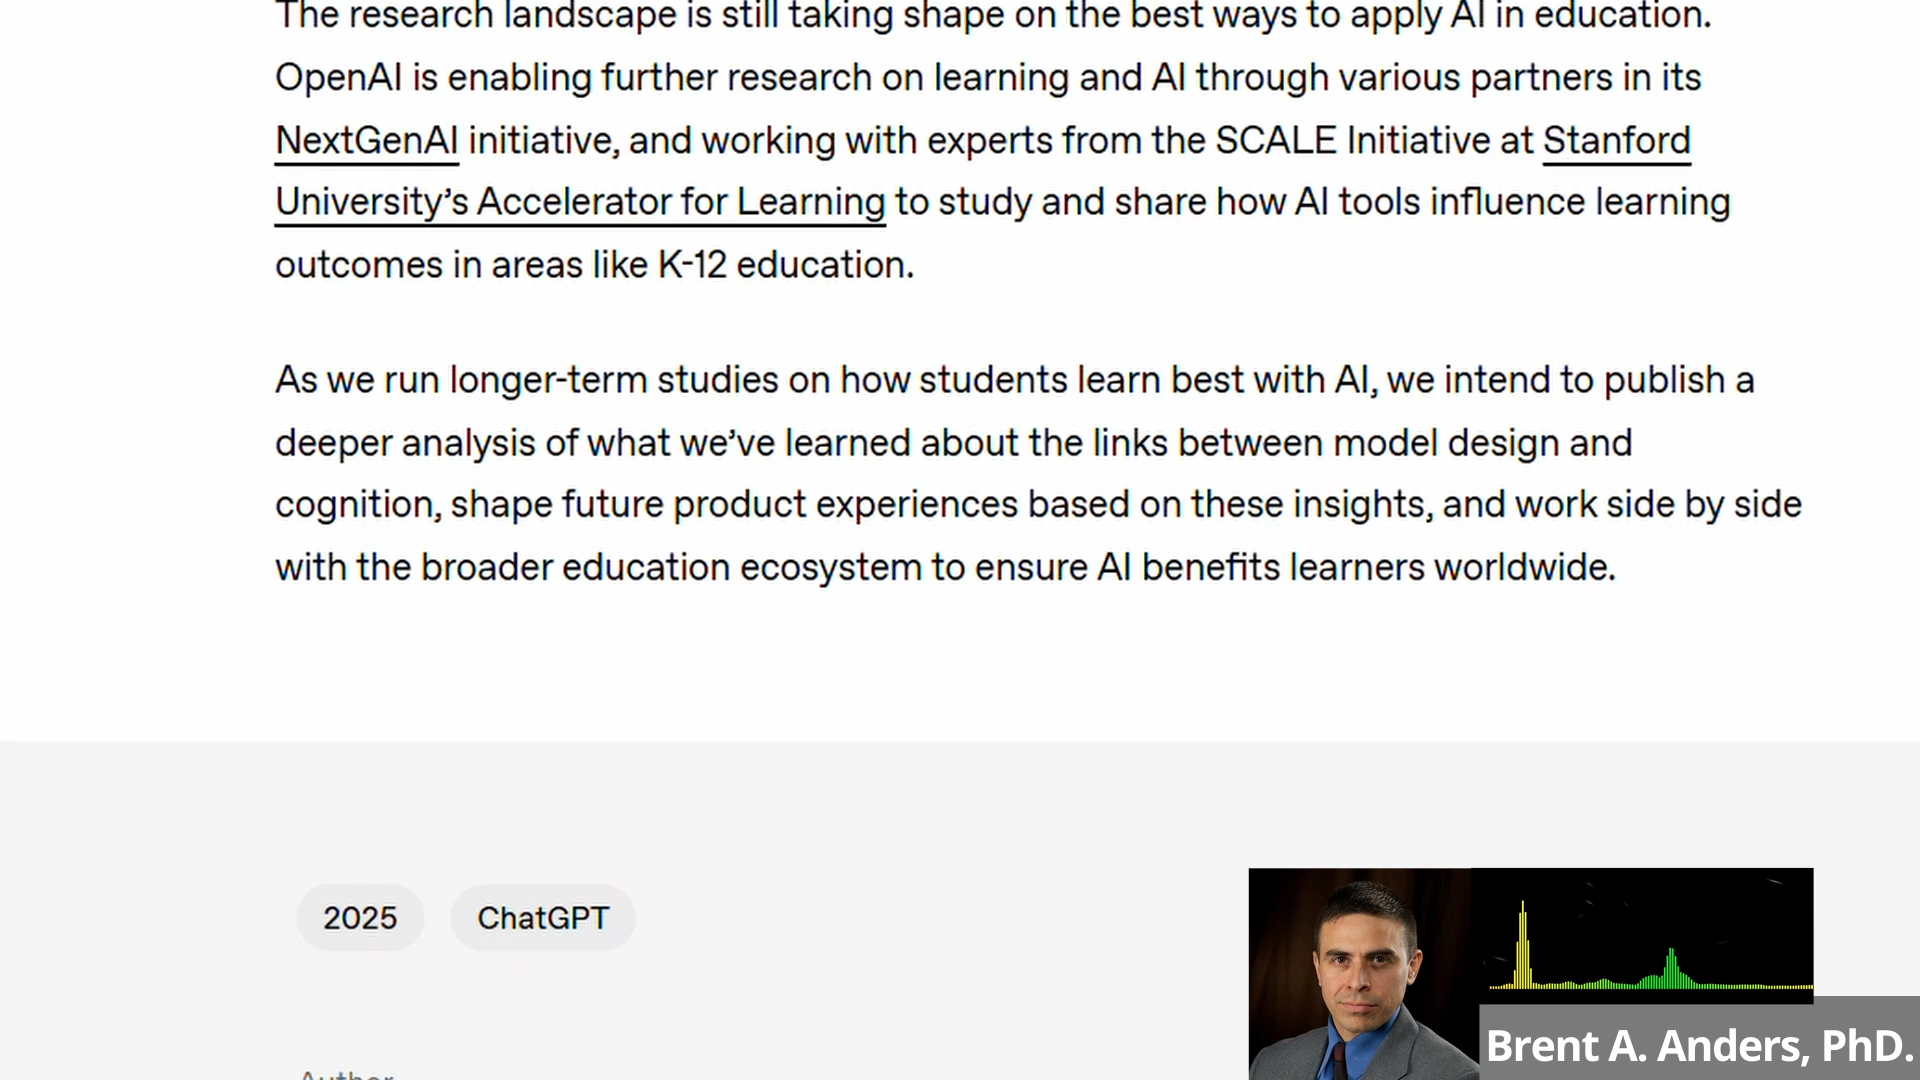 The research landscape is still taking shape on the best ways to apply AI in education.
OpenAI is enabling further research on learning and AI through various partners in its
NextGenAI initiative, and working with experts from the SCALE Initiative at Stanford
University’s Accelerator for Learning to study and share how AI tools influence learning
outcomes in areas like K-12 education.
As we run longer-term studies on how students learn best with AI, we intend to publish a
deeper analysis of what we’ve learned about the links between model design and
cognition, shape future product experiences based on these insights, and work side by side
with the broader education ecosystem to ensure AI benefits learners worldwide.
2025 ChatGPT
Author
Brent A. Anders, PhD.